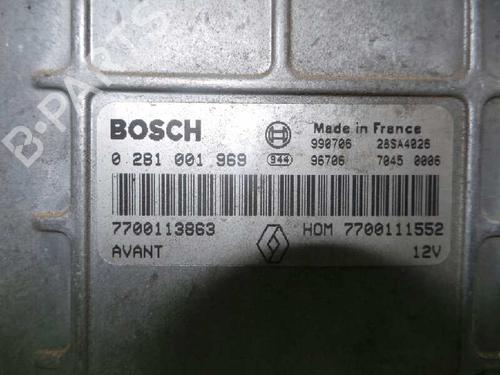 BOSCH
Made in France
990706 28SA4026
0 281 001 969 944 96706 7045 0006
7700113863 HOM 7700111552
AVANT 12V
B-PARTS